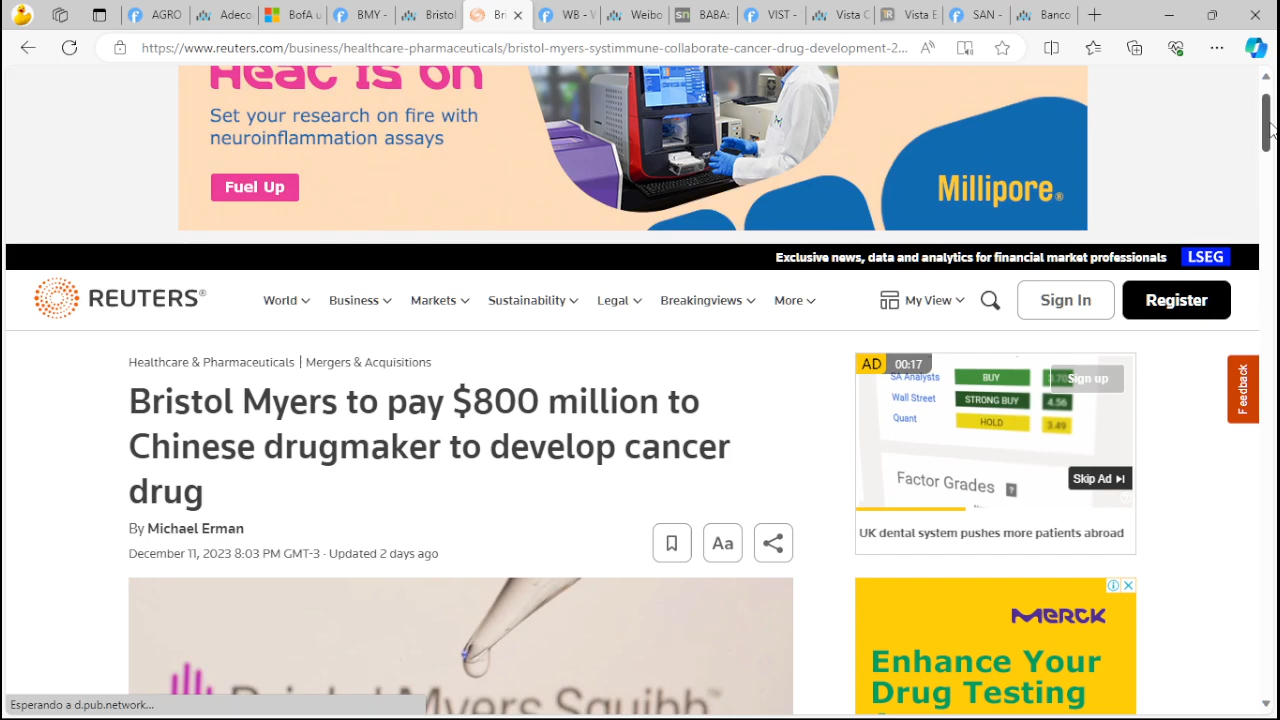 AGRO
Adeco
BofA u
BMY -
Bristol
Bri
WB - V
Weibo
BABA:
VIST -
Vista C
Vista E
SAN -
Banco
https://www.reuters.com/business/healthcare-pharmaceuticals/bristol-myers-systimmune-collaborate-cancer-drug-development-2...
Heat is on
Set your research on fire with
neuroinflammation assays
Fuel Up
Millipore®
Exclusive news, data and analytics for financial market professionals LSEG
REUTERS®
World
Business
Markets
Sustainability
Legal
Breakingviews
More
My View
Sign In
Register
Healthcare & Pharmaceuticals | Mergers & Acquisitions
Bristol Myers to pay $800 million to
Chinese drugmaker to develop cancer
drug
By Michael Erman
December 11, 2023 8:03 PM GMT-3 · Updated 2 days ago
Aa
AD 00:17
Sign up
SA Analysts BUY
Wall Street STRONG BUY 4.56
Quant HOLD 3.49
Factor Grades ?
Skip Ad
UK dental system pushes more patients abroad
Feedback
MERCK
Enhance Your
Drug Testing
Bristol Myers Squibb™
Esperando a d.pub.network...